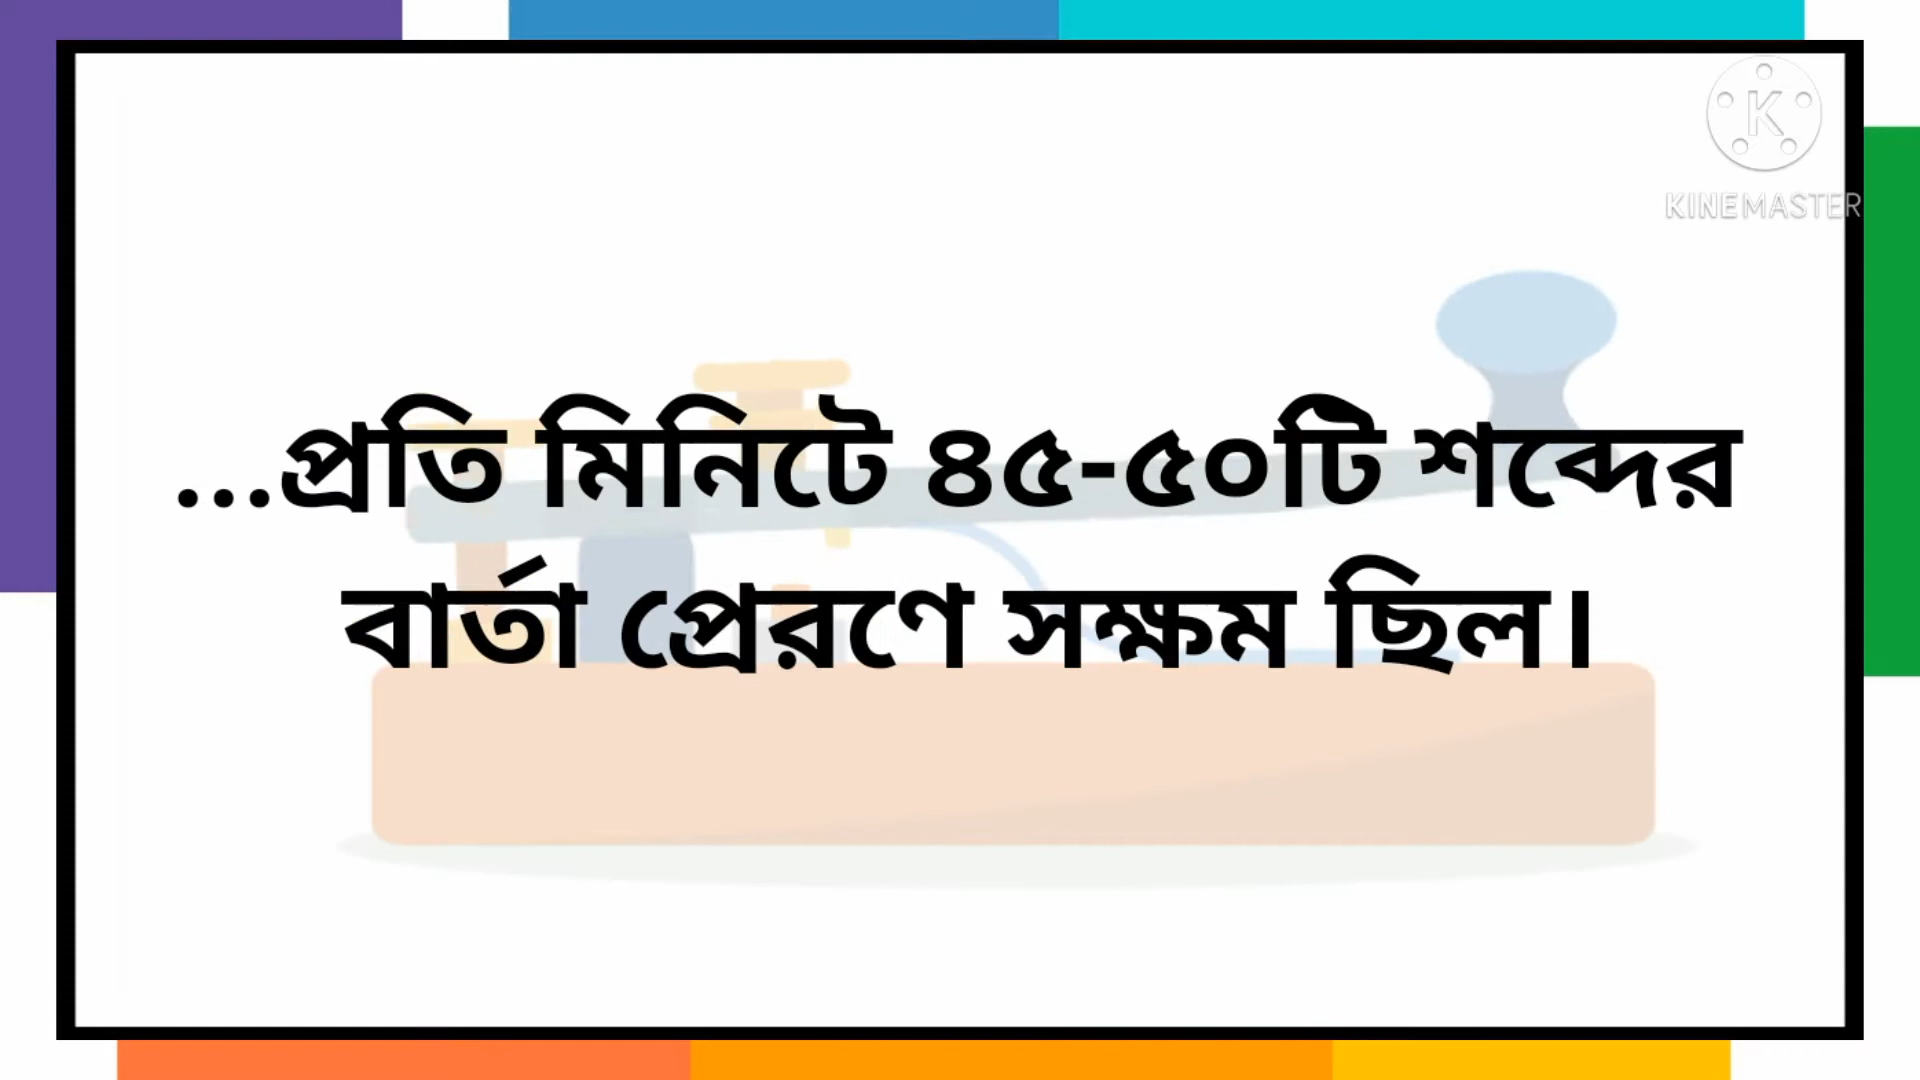 K
KINEMASTER
...প্রতি মিনিটে ৪৫-৫০টি শব্দের
বার্তা প্রেরণে সক্ষম ছিল।